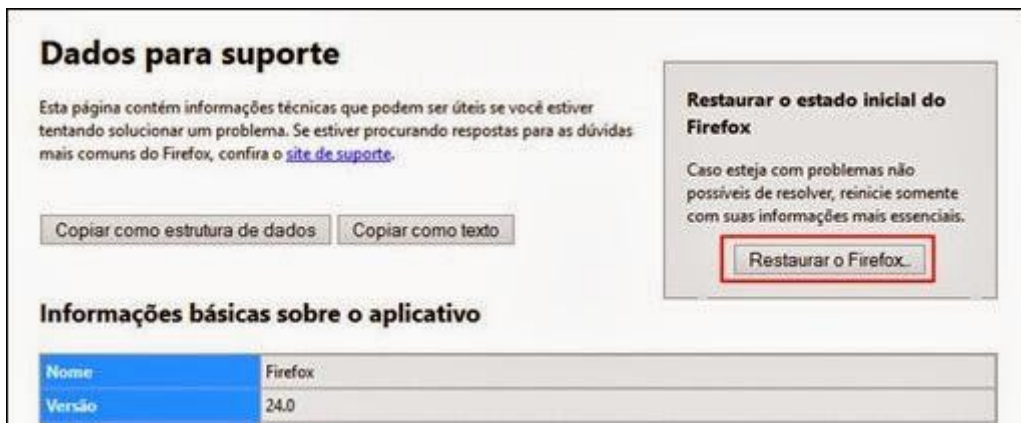 Dados para suporte
Esta página contém informações técnicas que podem ser úteis se você estiver
tentando solucionar um problema. Se estiver procurando respostas para as dúvidas
mais comuns do Firefox, confira o site de suporte.
Copiar como estrutura de dados Copiar como texto
Restaurar o estado inicial do
Firefox
Caso esteja com problemas não
possíveis de resolver, reinicie somente
com suas informações mais essenciais.
Restaurar o Firefox..
Informações básicas sobre o aplicativo
Nome Firefox
Versão 24.0